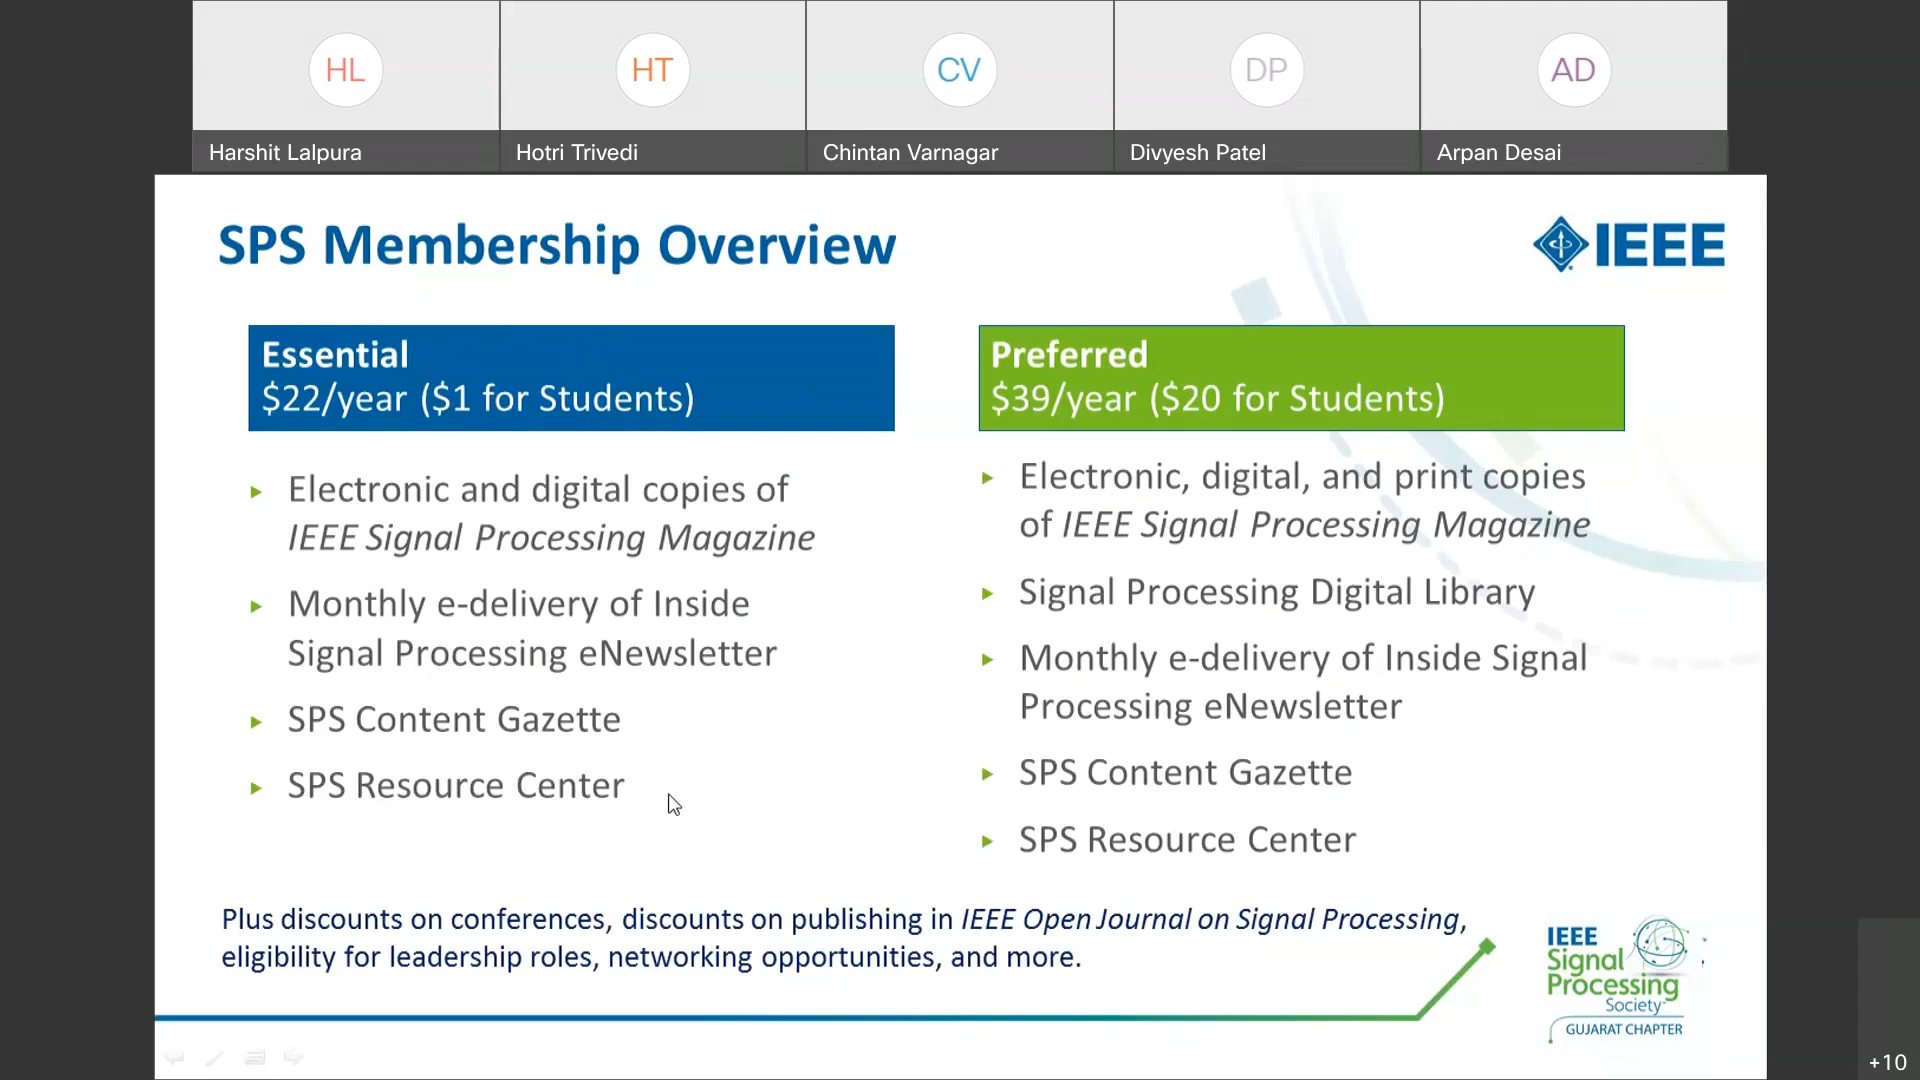 HL
HT
CV
DP
AD
Harshit Lalpura
Hotri Trivedi
Chintan Varnagar
Divyesh Patel
Arpan Desai
SPS Membership Overview
IEEE
Essential
$22/year ($1 for Students)
Electronic and digital copies of
IEEE Signal Processing Magazine
Monthly e-delivery of Inside
Signal Processing eNewsletter
SPS Content Gazette
SPS Resource Center
Preferred
$39/year ($20 for Students)
Electronic, digital, and print copies
of IEEE Signal Processing Magazine
Signal Processing Digital Library
Monthly e-delivery of Inside Signal
Processing eNewsletter
SPS Content Gazette
SPS Resource Center
Plus discounts on conferences, discounts on publishing in IEEE Open Journal on Signal Processing,
eligibility for leadership roles, networking opportunities, and more.
IEEE
Signal
Processing
Society
GUJARAT CHAPTER
+10